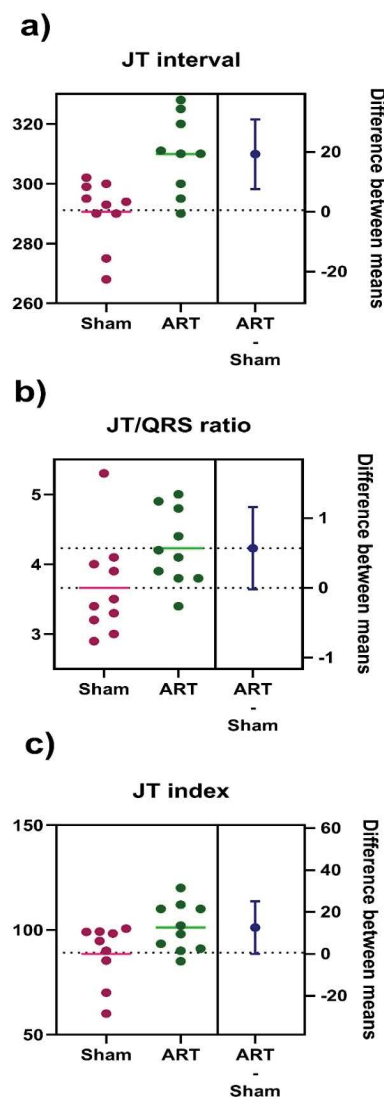 a)
JT interval
320
300
280
260
20
0
-20
Difference between means
Sham
ART
ART
-
Sham
b)
JT/QRS ratio
5
4
3
1
0
-1
Difference between means
Sham
ART
ART
-
Sham
c)
JT index
150
100
50
60
40
20
0
-20
Difference between means
Sham
ART
ART
-
Sham